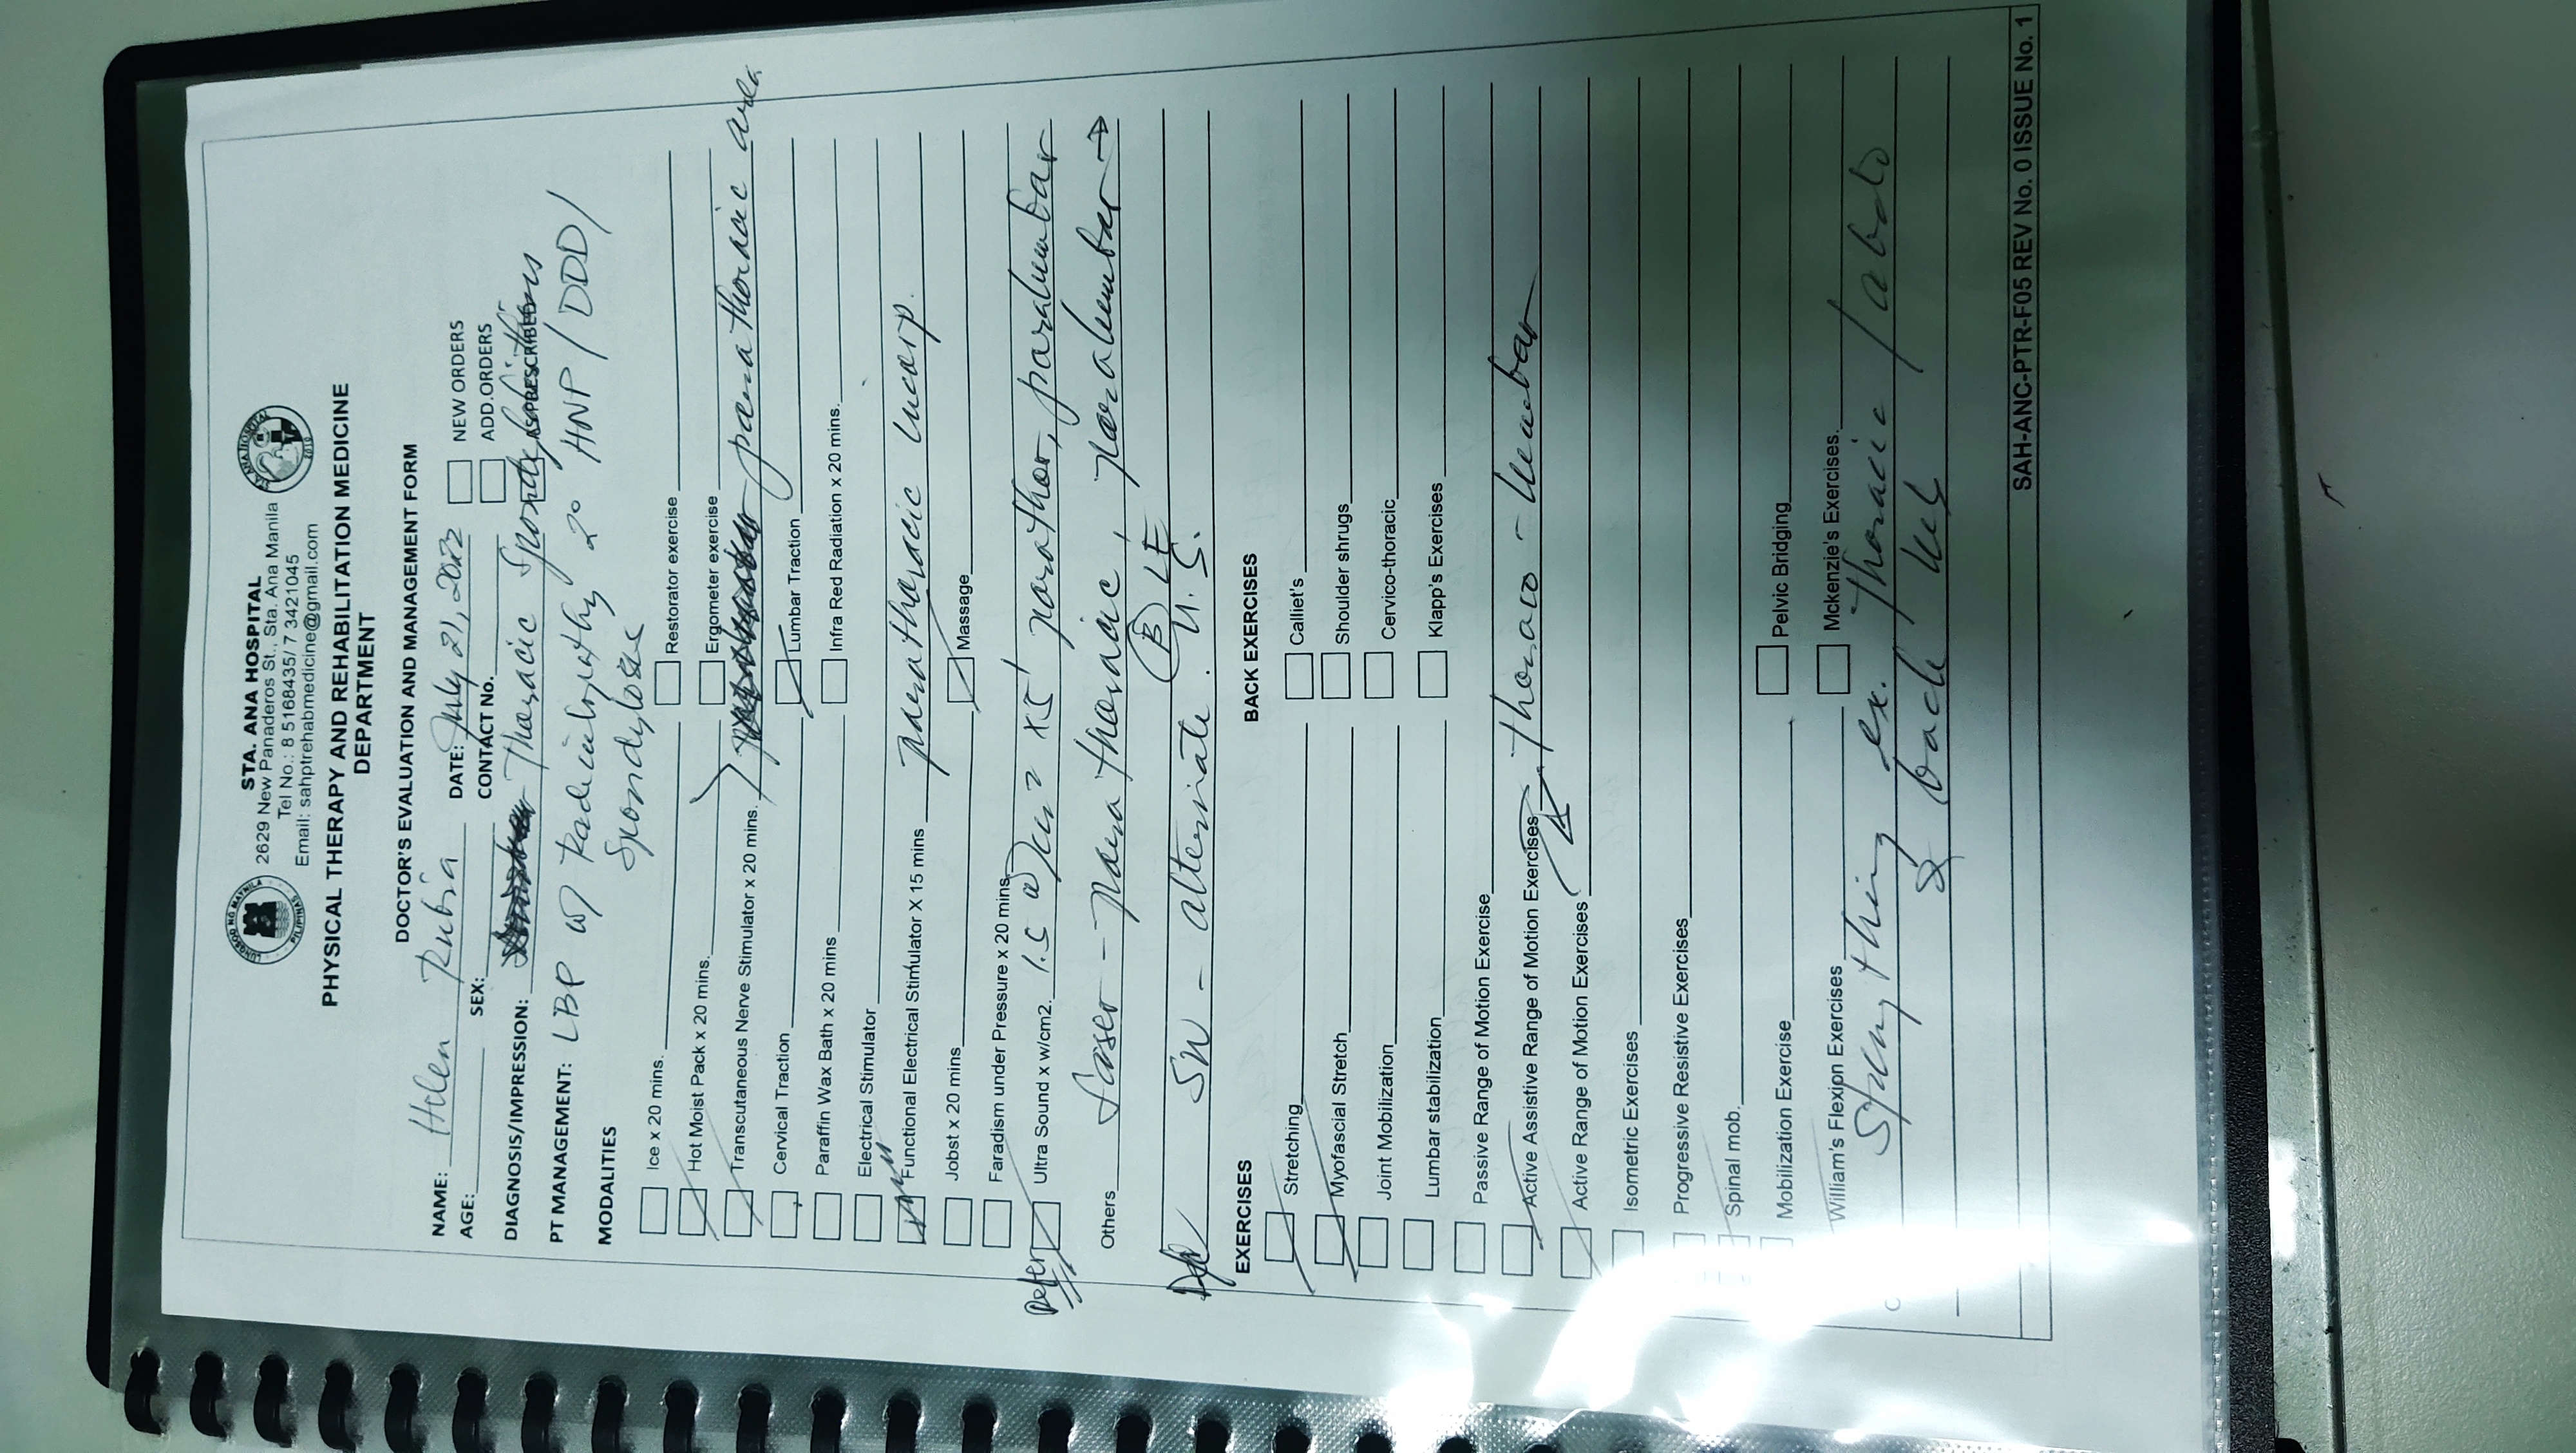 LUNGSOD NG MAYNILA
PILIPINAS
STA. ANA HOSPITAL
2010
STA. ANA HOSPITAL
2629 New Panaderos St., Sta. Ana Manila
Tel No.: 8 5168435/ 7 3421045
Email: sahptrehabmedicine@gmail.com
PHYSICAL THERAPY AND REHABILITATION MEDICINE
DEPARTMENT
DOCTOR'S EVALUATION AND MANAGEMENT FORM
NAME: Helen Rubia DATE: July 21, 2022 NEW ORDERS
AGE: SEX: CONTACT No. ADD.ORDERS
DIAGNOSIS/IMPRESSION: Thoracic AS PRESCRIBED
PT MANAGEMENT: LBP w/ Radiculopathy 2° HNP / DDD /
MODALITIES Spondylosis
Ice x 20 mins. Restorator exercise
Hot Moist Pack x 20 mins. Ergometer exercise
Transcutaneous Nerve Stimulator x 20 mins. parathoracic area
Cervical Traction Lumbar Traction
Paraffin Wax Bath x 20 mins Infra Red Radiation x 20 mins.
Electrical Stimulator
Functional Electrical Stimulator X 15 mins parathoracic
Jobst x 20 mins Massage
Faradism under Pressure x 20 mins
Defer Ultra Sound x w/cm2. 1.5 w/cm2 x5' parathor, paralumbar
Others Laser - parathoracic, paralumbar →
B LE
SW - alternate U.S.
EXERCISES BACK EXERCISES
Stretching Calliet's
Myofascial Stretch Shoulder shrugs
Joint Mobilization Cervico-thoracic
Lumbar stabilization Klapp's Exercises
Passive Range of Motion Exercise
Active Assistive Range of Motion Exercises thoraco - lumbar
Active Range of Motion Exercises
Isometric Exercises
Progressive Resistive Exercises
Spinal mob.
Mobilization Exercise Pelvic Bridging
William's Flexion Exercises Mckenzie's Exercises.
Strengthing ex. thoracic / abdo
& back
SAH-ANC-PTR-F05 REV No. 0 ISSUE No. 1